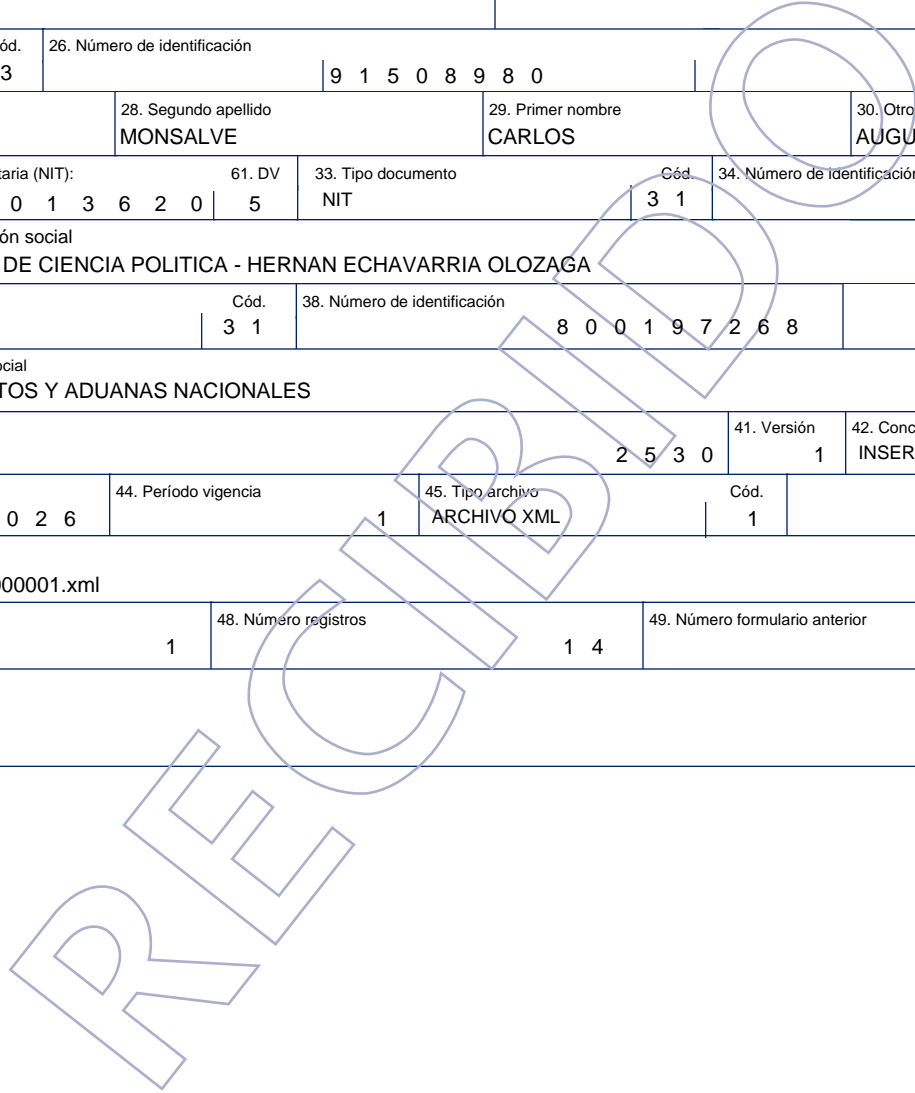 ód. 26. Número de identificación
3 9 1 5 0 8 9 8 0
28. Segundo apellido 29. Primer nombre 30. Otro
MONSALVE CARLOS AUGU
taria (NIT): 61. DV 33. Tipo documento Cód. 34. Número de identificación
0 1 3 6 2 0 5 NIT 3 1
ón social
DE CIENCIA POLITICA - HERNAN ECHAVARRIA OLOZAGA
Cód. 38. Número de identificación
3 1 8 0 0 1 9 7 2 6 8
ocial
TOS Y ADUANAS NACIONALES
41. Versión 42. Conc
2 5 3 0 1 INSER
44. Período vigencia 45. Tipo archivo Cód.
0 2 6 1 ARCHIVO XML 1
000001.xml
48. Número registros 49. Número formulario anterior
1 1 4
RECIBIDO